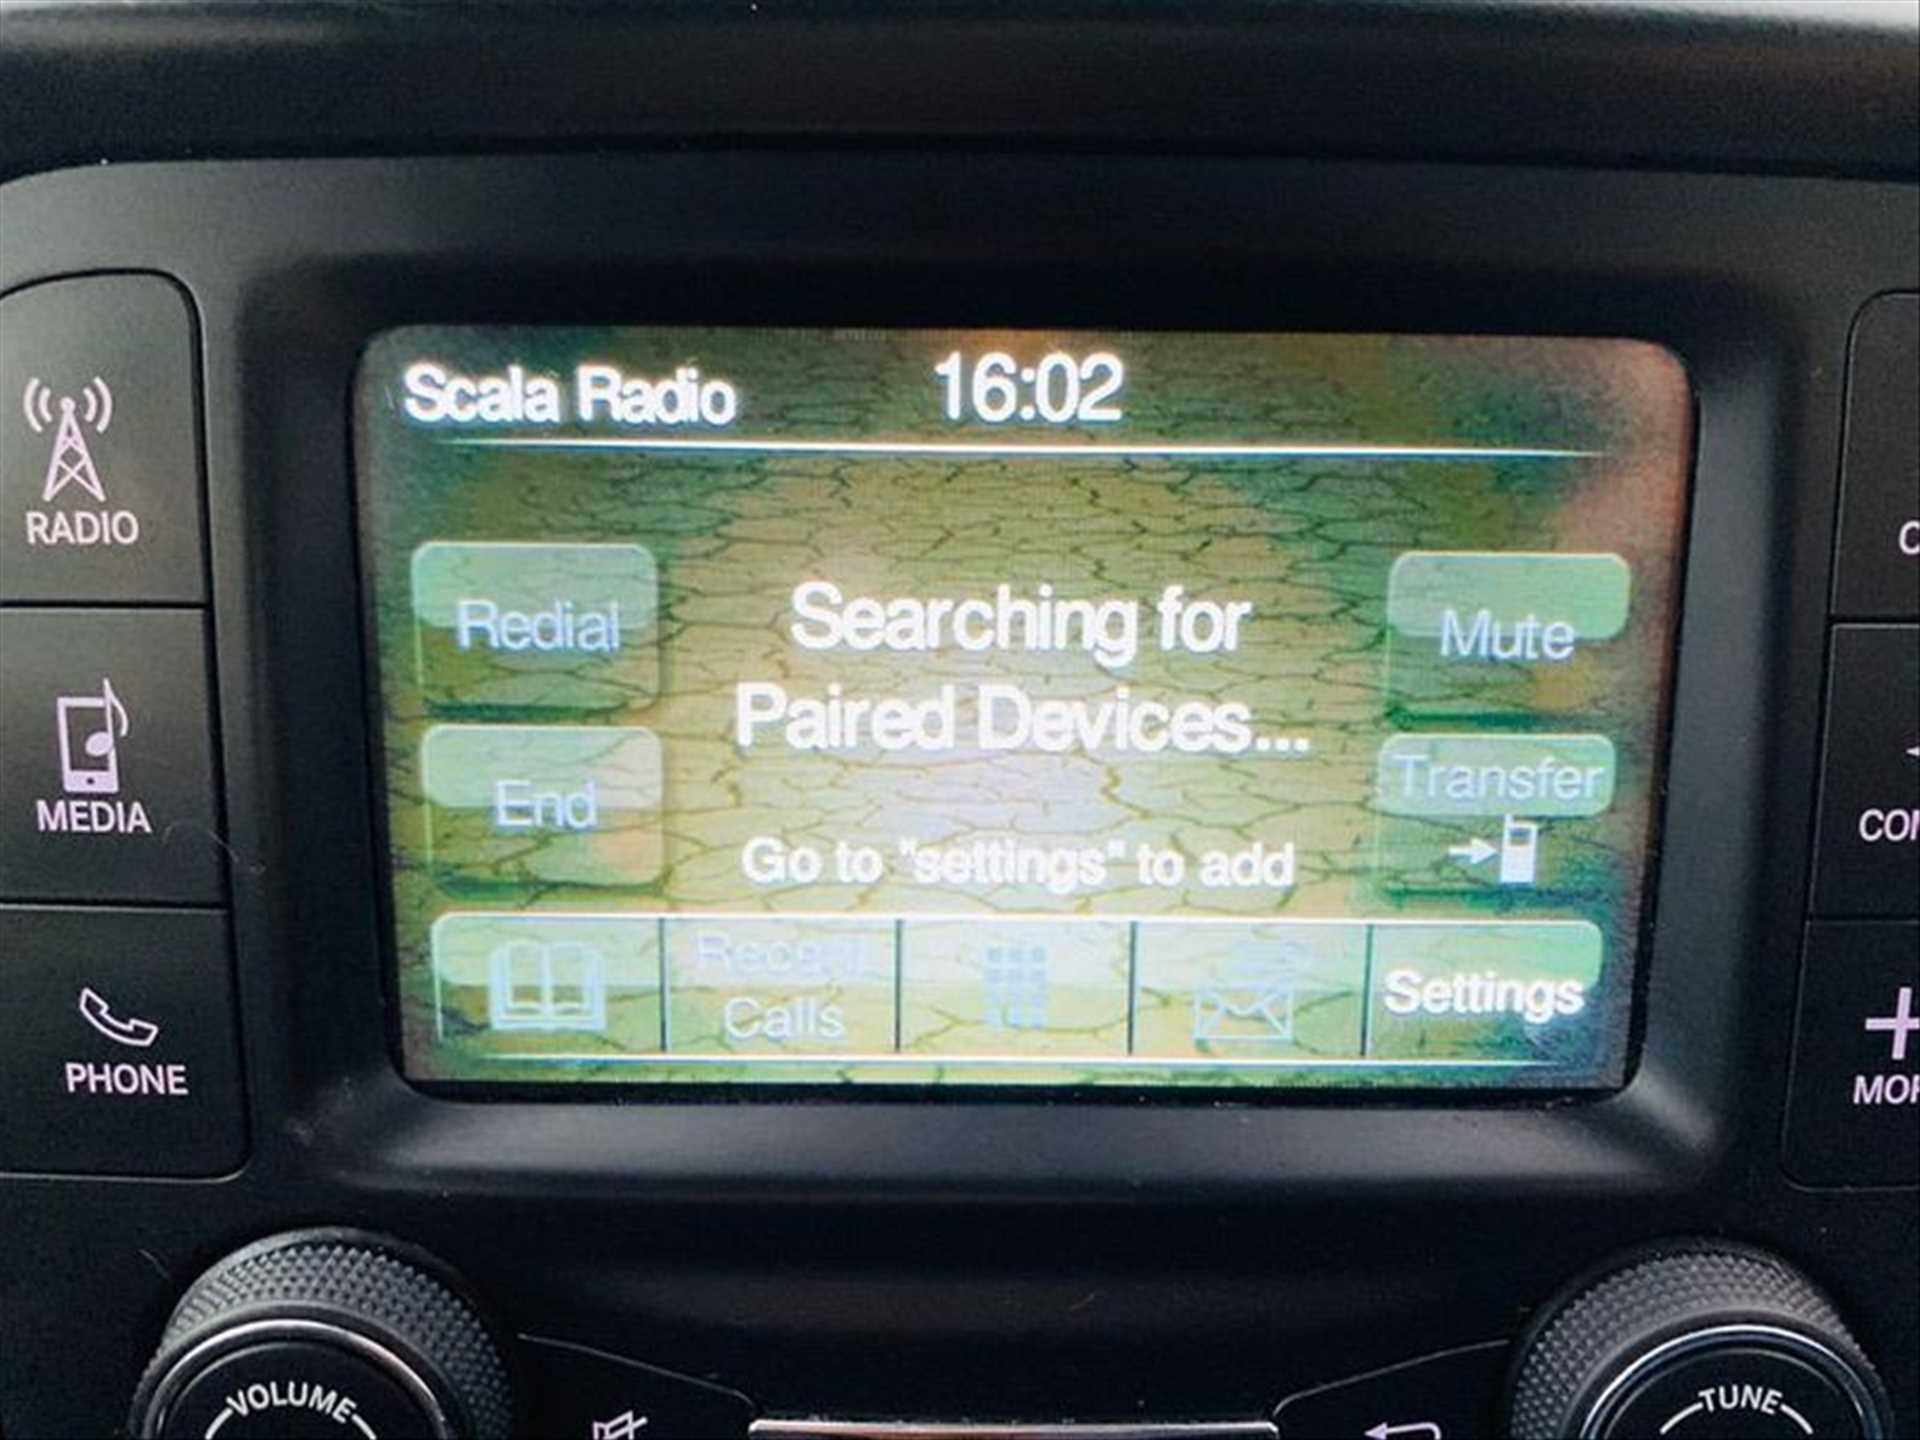 Scala Radio 16:02
RADIO
MEDIA
PHONE
Redial
End
Searching for
Paired Devices...
Go to "settings" to add
Mute
Transfer
Recent
Calls
Settings
VOLUME
TUNE